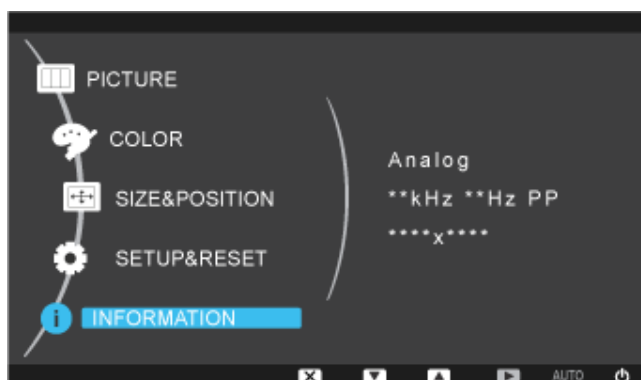 PICTURE
COLOR
SIZE&POSITION
SETUP&RESET
INFORMATION
Analog
**kHz **Hz PP
****x****
AUTO